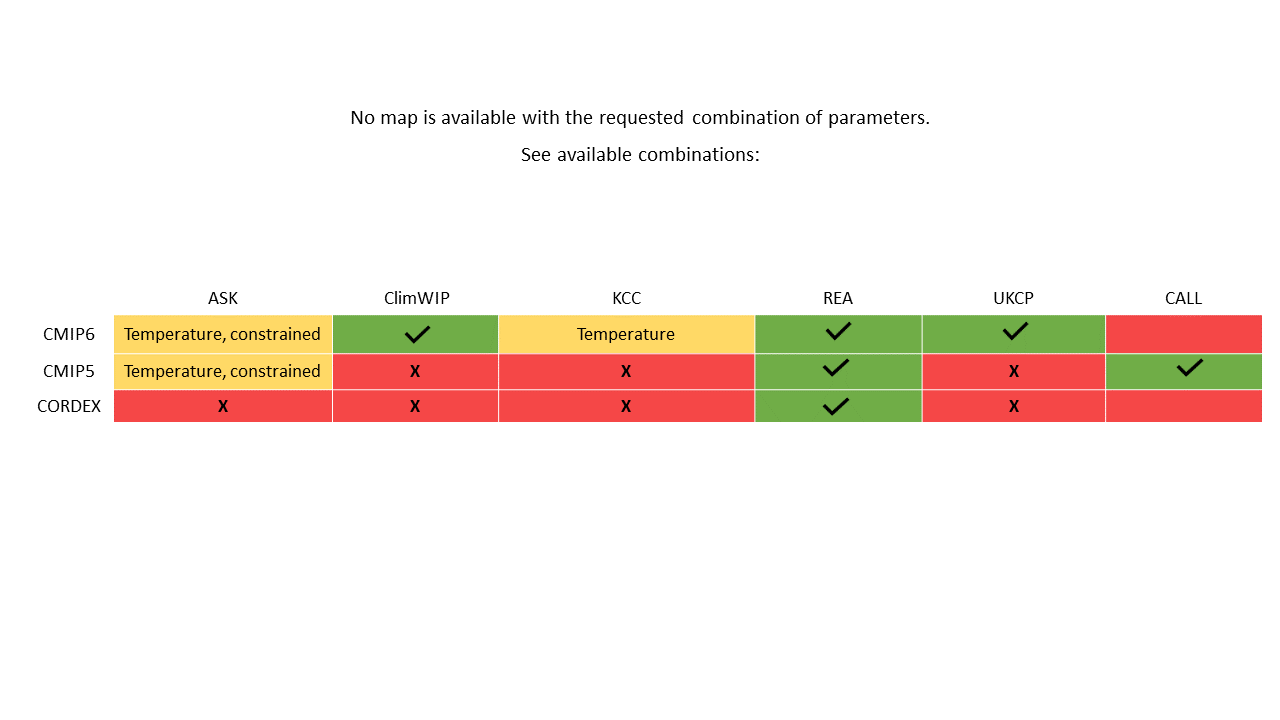 No map is available with the requested combination of parameters.
See available combinations:
ASK ClimWIP KCC REA UKCP CALL
CMIP6 Temperature, constrained ✓ Temperature ✓ ✓
CMIP5 Temperature, constrained X X ✓ X ✓
CORDEX X X X ✓ X